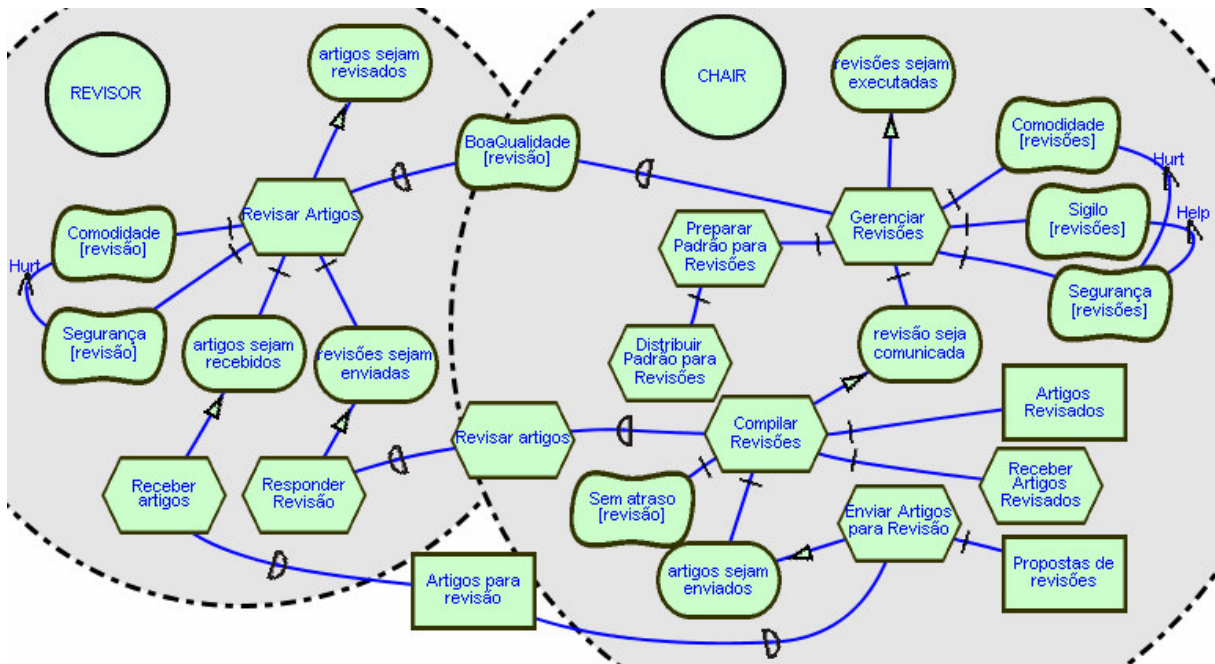 REVISOR
artigos sejam
revisados
CHAIR
revisões sejam
executadas
BoaQualidade
[revisão]
Comodidade
[revisões]
Hurt
Revisar Artigos
Comodidade
[revisão]
Hurt
Segurança
[revisão]
Preparar
Padrão para
Revisões
Gerenciar
Revisões
Sigilo
[revisões]
Help
Segurança
[revisões]
artigos sejam
recebidos
revisões sejam
enviadas
Distribuir
Padrão para
Revisões
revisão seja
comunicada
Artigos
Revisados
Revisar artigos
Compilar
Revisões
Receber
artigos
Responder
Revisão
Sem atraso
[revisão]
Receber
Artigos
Revisados
Enviar Artigos
para Revisão
Artigos para
revisão
artigos sejam
enviados
Propostas de
revisões